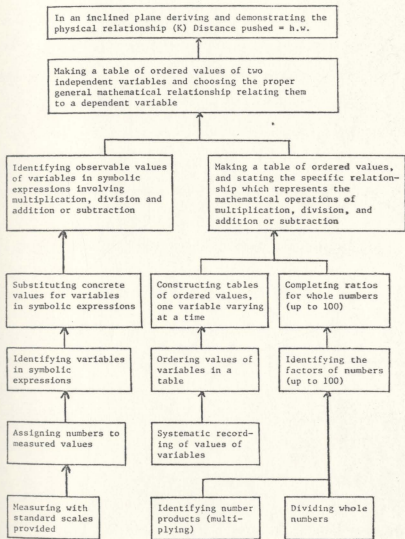 In an inclined plane deriving and demonstrating the
physical relationship (K) Distance pushed = h.w.
Making a table of ordered values of two
independent variables and choosing the proper
general mathematical relationship relating them
to a dependent variable
Identifying observable values
of variables in symbolic
expressions involving
multiplication, division and
addition or subtraction
Making a table of ordered values,
and stating the specific relation-
ship which represents the
mathematical operations of
multiplication, division, and
addition or subtraction
Substituting concrete
values for variables
in symbolic expressions
Constructing tables
of ordered values,
one variable varying
at a time
Completing ratios
for whole numbers
(up to 100)
Identifying variables
in symbolic
expressions
Ordering values of
variables in a
table
Identifying the
factors of numbers
(up to 100)
Assigning numbers to
measured values
Systematic record-
ing of values of
variables
Measuring with
standard scales
provided
Identifying number
products (multi-
plying)
Dividing whole
numbers